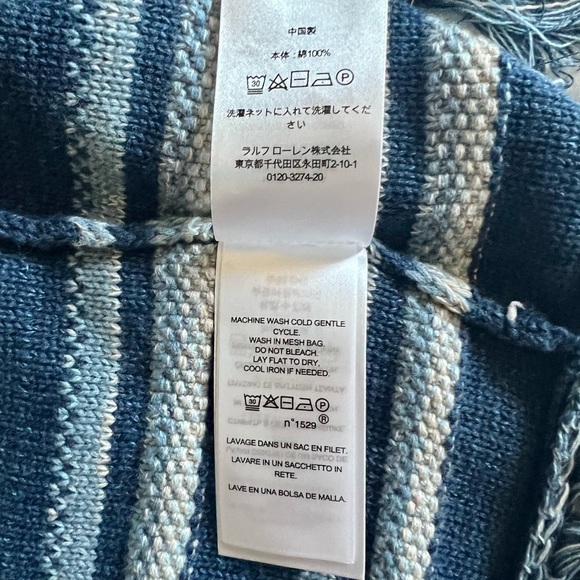 中国製
本体：綿100%
30 P
洗濯ネットに入れて洗濯してくだ
さい
ラルフ ローレン株式会社
東京都千代田区永田町2-10-1
0120-3274-20
MACHINE WASH COLD GENTLE
CYCLE.
WASH IN MESH BAG.
DO NOT BLEACH.
LAY FLAT TO DRY.
COOL IRON IF NEEDED.
30 P
®
n°1529
LAVAGE DANS UN SAC EN FILET.
LAVARE IN UN SACCHETTO IN
RETE.
LAVE EN UNA BOLSA DE MALLA.